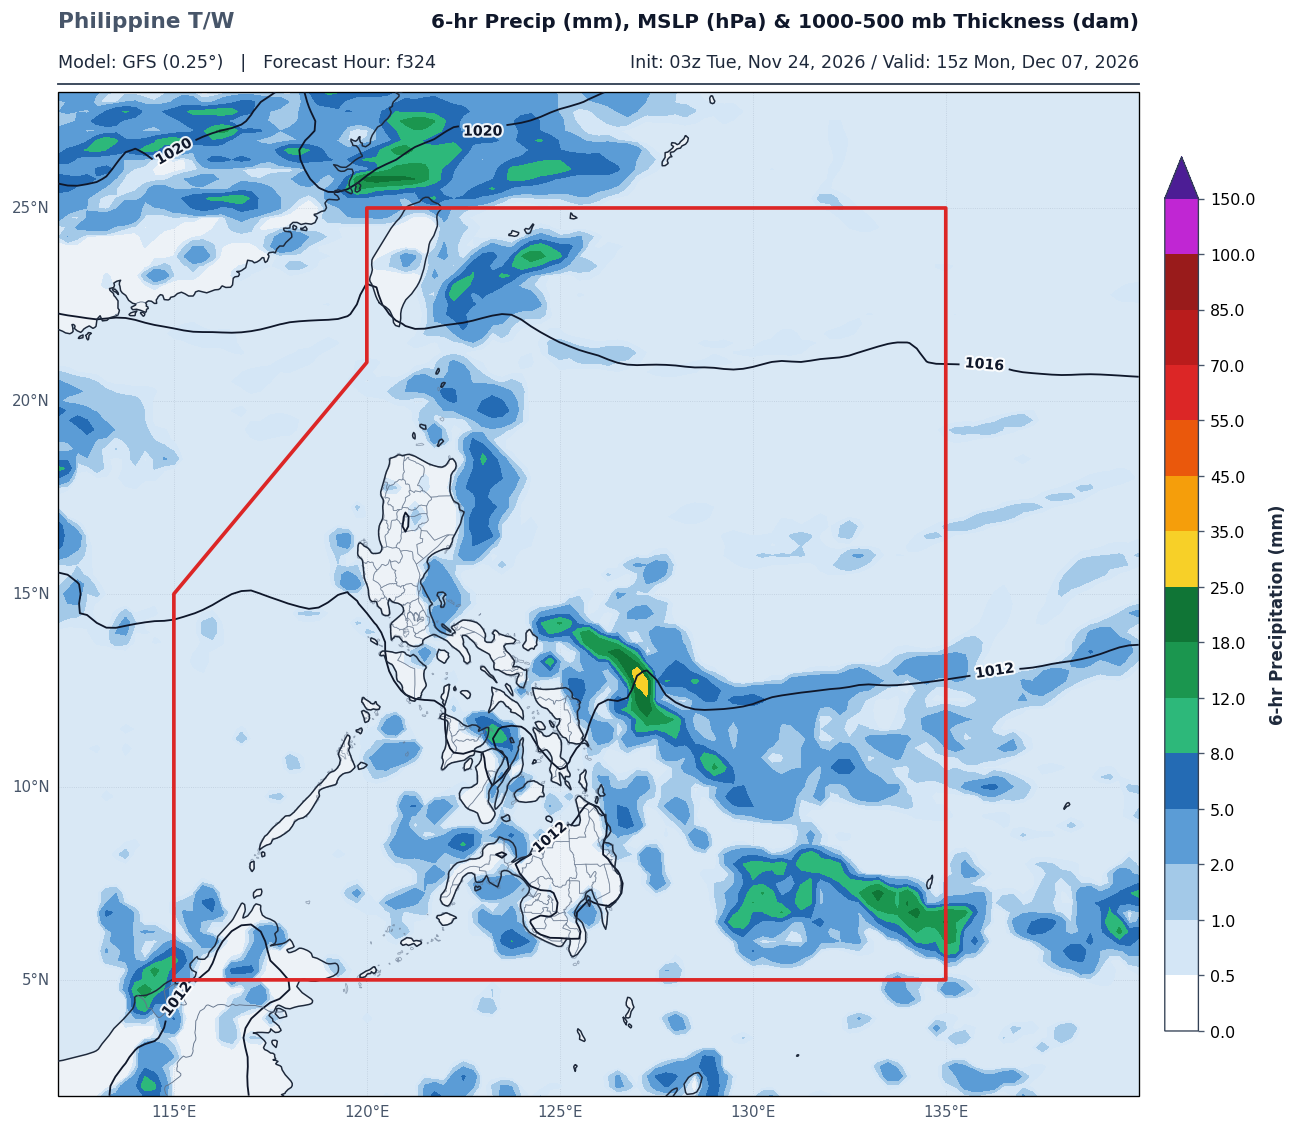 Philippine T/W
6-hr Precip (mm), MSLP (hPa) & 1000-500 mb Thickness (dam)
Model: GFS (0.25°) | Forecast Hour: f324
Init: 03z Tue, Nov 24, 2026 / Valid: 15z Mon, Dec 07, 2026
1020
1020
1016
1012
1012
1012
25°N
20°N
15°N
10°N
5°N
115°E
120°E
125°E
130°E
135°E
150.0
100.0
85.0
70.0
55.0
45.0
35.0
25.0
18.0
12.0
8.0
5.0
2.0
1.0
0.5
0.0
6-hr Precipitation (mm)